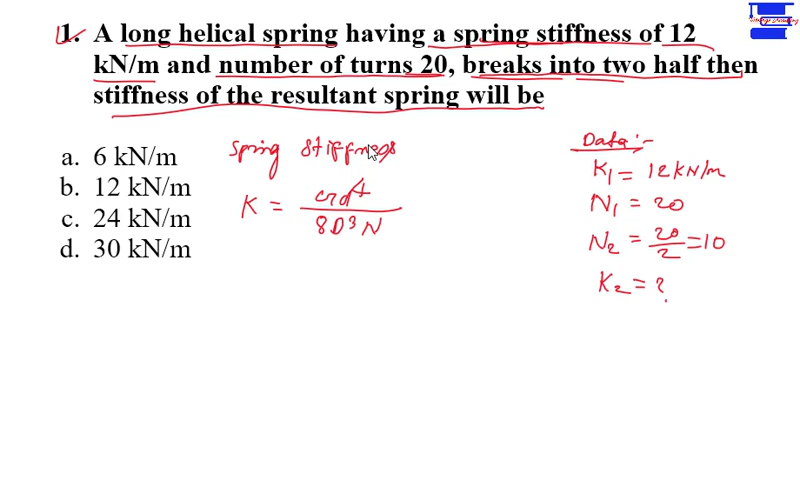 1. A long helical spring having a spring stiffness of 12
kN/m and number of turns 20, breaks into two half then
stiffness of the resultant spring will be
a. 6 kN/m
b. 12 kN/m
c. 24 kN/m
d. 30 kN/m
Spring Stiffness
K = Gd⁴ / 8D³N
Data:-
K₁ = 12 kN/m
N₁ = 20
N₂ = 20/2 = 10
K₂ = ?